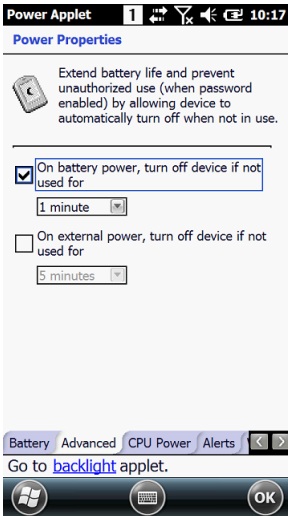 Power Applet 1 10:17
Power Properties
Extend battery life and prevent
unauthorized use (when password
enabled) by allowing device to
automatically turn off when not in use.
On battery power, turn off device if not
used for
1 minute
On external power, turn off device if not
used for
5 minutes
Battery Advanced CPU Power Alerts
Go to backlight applet.
OK